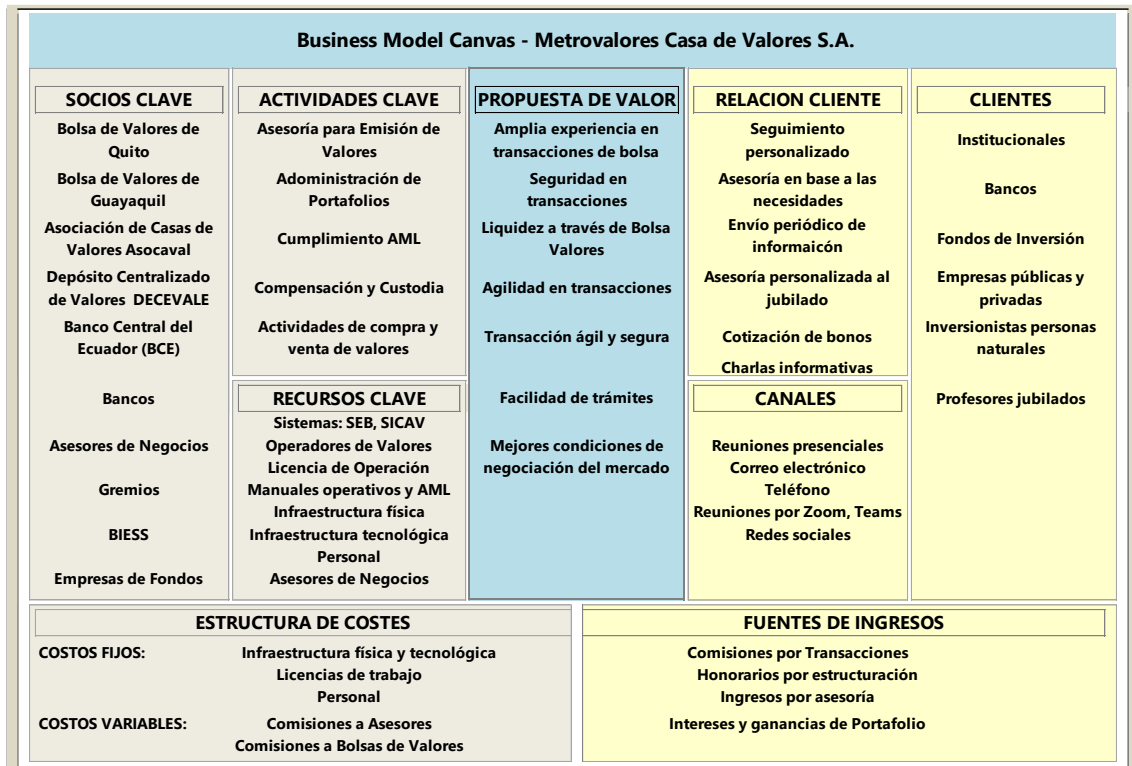 Business Model Canvas - Metrovalores Casa de Valores S.A.
SOCIOS CLAVE
Bolsa de Valores de
Quito
Bolsa de Valores de
Guayaquil
Asociación de Casas de
Valores Asocaval
Depósito Centralizado
de Valores DECEVALE
Banco Central del
Ecuador (BCE)
Bancos
Asesores de Negocios
Gremios
BIESS
Empresas de Fondos
ACTIVIDADES CLAVE
Asesoría para Emisión de
Valores
Adoministración de
Portafolios
Cumplimiento AML
Compensación y Custodia
Actividades de compra y
venta de valores
RECURSOS CLAVE
Sistemas: SEB, SICAV
Operadores de Valores
Licencia de Operación
Manuales operativos y AML
Infraestructura física
Infraestructura tecnológica
Personal
Asesores de Negocios
PROPUESTA DE VALOR
Amplia experiencia en
transacciones de bolsa
Seguridad en
transacciones
Liquidez a través de Bolsa
Valores
Agilidad en transacciones
Transacción ágil y segura
Facilidad de trámites
Mejores condiciones de
negociación del mercado
RELACION CLIENTE
Seguimiento
personalizado
Asesoría en base a las
necesidades
Envío periódico de
informaicón
Asesoría personalizada al
jubilado
Cotización de bonos
Charlas informativas
CANALES
Reuniones presenciales
Correo electrónico
Teléfono
Reuniones por Zoom, Teams
Redes sociales
CLIENTES
Institucionales
Bancos
Fondos de Inversión
Empresas públicas y
privadas
Inversionistas personas
naturales
Profesores jubilados
ESTRUCTURA DE COSTES
COSTOS FIJOS: Infraestructura física y tecnológica
Licencias de trabajo
Personal
COSTOS VARIABLES: Comisiones a Asesores
Comisiones a Bolsas de Valores
FUENTES DE INGRESOS
Comisiones por Transacciones
Honorarios por estructuración
Ingresos por asesoría
Intereses y ganancias de Portafolio